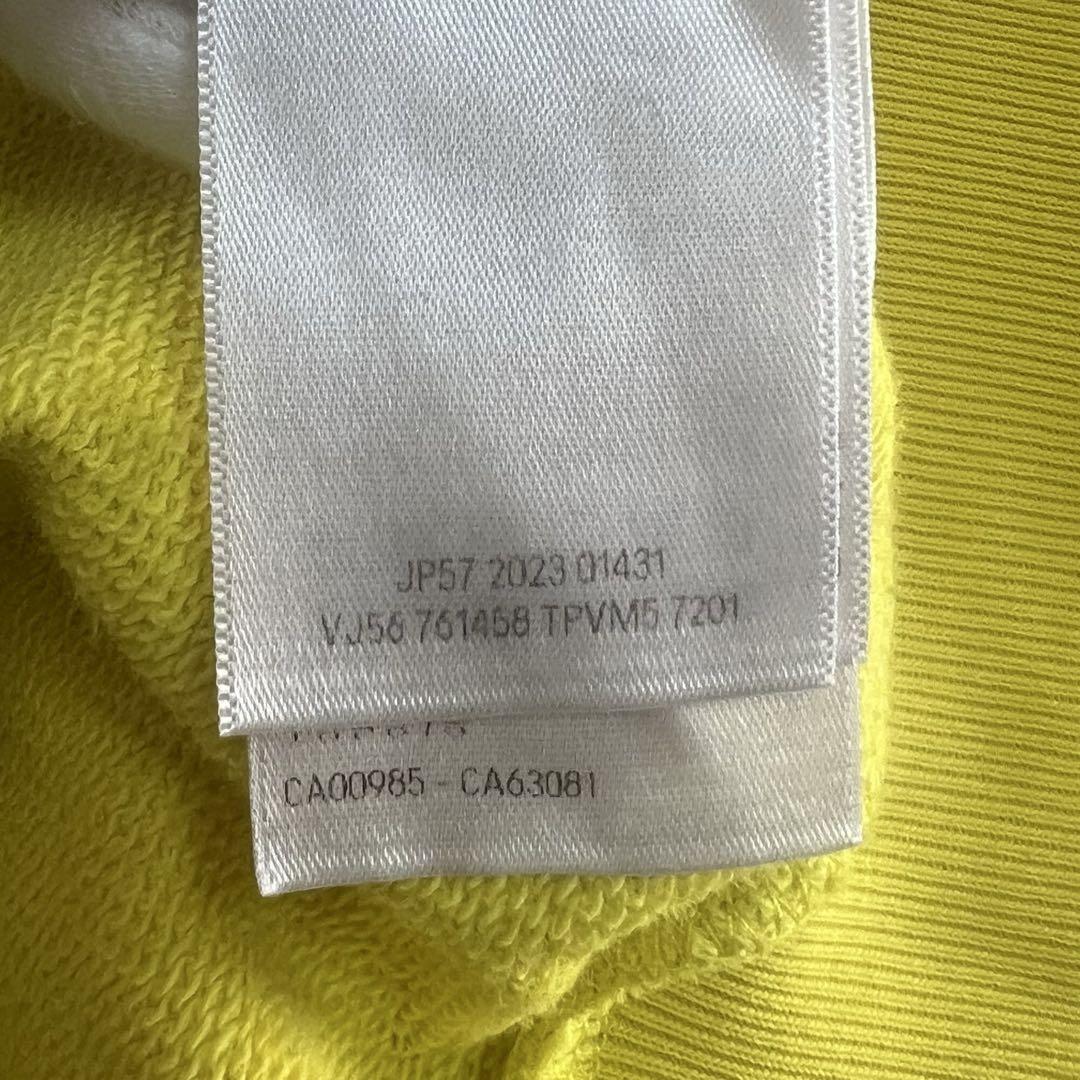 JP57 2023 01431
VJ56 761458 TPVM5 7201
CA00985 - CA63081